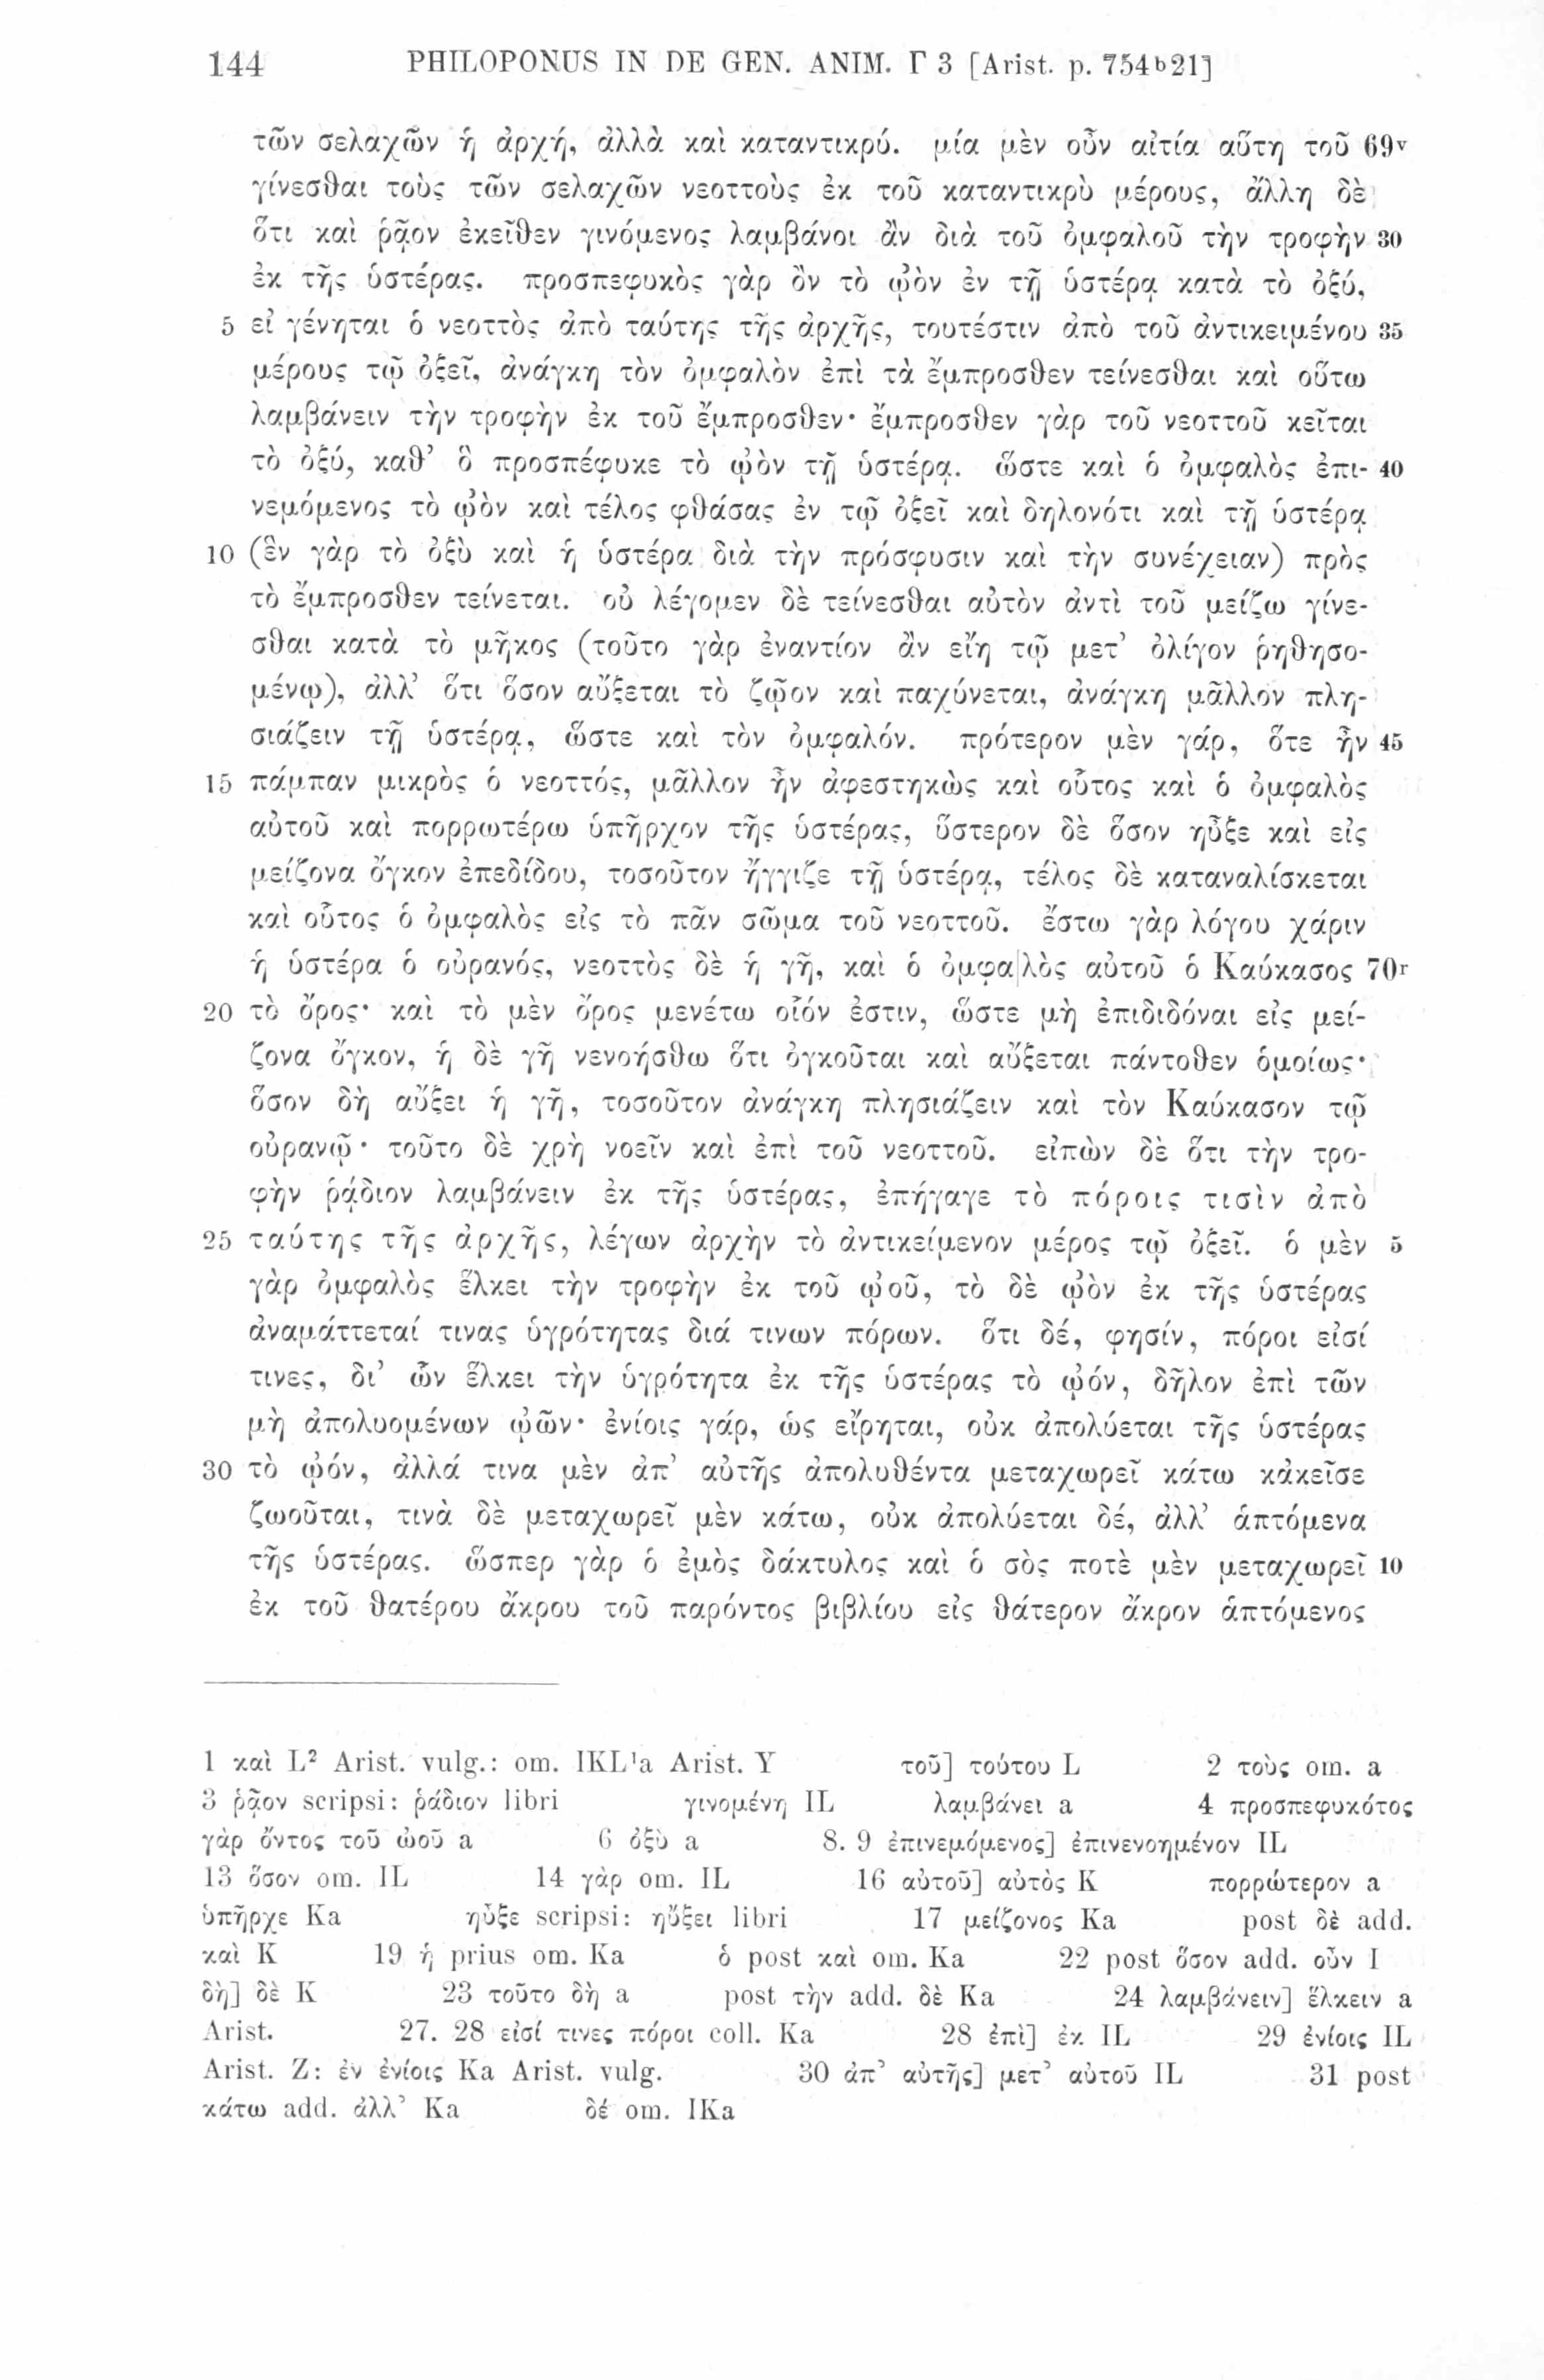 144 PHILOPONUS IN DE GEN. ANIM. Γ 3 [Arist. p. 754ᵇ21]
τῶν σελαχῶν ἡ ἀρχή, ἀλλὰ καὶ καταντικρύ. μία μὲν οὖν αἰτία αὕτη τοῦ 69ᵛ
γίνεσθαι τοὺς τῶν σελαχῶν νεοττοὺς ἐκ τοῦ καταντικρὺ μέρους, ἄλλη δὲ
ὅτι καὶ ῥᾷον ἐκεῖθεν γινόμενος λαμβάνοι ἂν διὰ τοῦ ὀμφαλοῦ τὴν τροφὴν 30
ἐκ τῆς ὑστέρας. προσπεφυκὸς γὰρ ὂν τὸ ᾠὸν ἐν τῇ ὑστέρᾳ κατὰ τὸ ὀξύ,
5 εἰ γένηται ὁ νεοττὸς ἀπὸ ταύτης τῆς ἀρχῆς, τουτέστιν ἀπὸ τοῦ ἀντικειμένου 35
μέρους τῷ ὀξεῖ, ἀνάγκη τὸν ὀμφαλὸν ἐπὶ τὰ ἔμπροσθεν τείνεσθαι καὶ οὕτω
λαμβάνειν τὴν τροφὴν ἐκ τοῦ ἔμπροσθεν· ἔμπροσθεν γὰρ τοῦ νεοττοῦ κεῖται
τὸ ὀξύ, καθ’ ὃ προσπέφυκε τὸ ᾠὸν τῇ ὑστέρᾳ. ὥστε καὶ ὁ ὀμφαλὸς ἐπι- 40
νεμόμενος τὸ ᾠὸν καὶ τέλος φθάσας ἐν τῷ ὀξεῖ καὶ δηλονότι καὶ τῇ ὑστέρᾳ
10 (ἓν γὰρ τὸ ὀξὺ καὶ ἡ ὑστέρα διὰ τὴν πρόσφυσιν καὶ τὴν συνέχειαν) πρὸς
τὸ ἔμπροσθεν τείνεται. οὐ λέγομεν δὲ τείνεσθαι αὐτὸν ἀντὶ τοῦ μείζω γίνε-
σθαι κατὰ τὸ μῆκος (τοῦτο γὰρ ἐναντίον ἂν εἴη τῷ μετ’ ὀλίγον ῥηθησο-
μένῳ), ἀλλ’ ὅτι ὅσον αὔξεται τὸ ζῷον καὶ παχύνεται, ἀνάγκη μᾶλλον πλη-
σιάζειν τῇ ὑστέρᾳ, ὥστε καὶ τὸν ὀμφαλόν. πρότερον μὲν γάρ, ὅτε ἦν 45
15 πάμπαν μικρὸς ὁ νεοττός, μᾶλλον ἦν ἀφεστηκὼς καὶ οὗτος καὶ ὁ ὀμφαλὸς
αὐτοῦ καὶ πορρωτέρω ὑπῆρχον τῆς ὑστέρας, ὕστερον δὲ ὅσον ηὖξε καὶ εἰς
μείζονα ὄγκον ἐπεδίδου, τοσοῦτον ἤγγιζε τῇ ὑστέρᾳ, τέλος δὲ καταναλίσκεται
καὶ οὗτος ὁ ὀμφαλὸς εἰς τὸ πᾶν σῶμα τοῦ νεοττοῦ. ἔστω γὰρ λόγου χάριν
ἡ ὑστέρα ὁ οὐρανός, νεοττὸς δὲ ἡ γῆ, καὶ ὁ ὀμφα|λὸς αὐτοῦ ὁ Καύκασος 70ʳ
20 τὸ ὄρος· καὶ τὸ μὲν ὄρος μενέτω οἷόν ἐστιν, ὥστε μὴ ἐπιδιδόναι εἰς μεί-
ζονα ὄγκον, ἡ δὲ γῆ νενοήσθω ὅτι ὀγκοῦται καὶ αὔξεται πάντοθεν ὁμοίως·
ὅσον δὴ αὔξει ἡ γῆ, τοσοῦτον ἀνάγκη πλησιάζειν καὶ τὸν Καύκασον τῷ
οὐρανῷ· τοῦτο δὲ χρὴ νοεῖν καὶ ἐπὶ τοῦ νεοττοῦ. εἰπὼν δὲ ὅτι τὴν τρο-
φὴν ῥᾴδιον λαμβάνειν ἐκ τῆς ὑστέρας, ἐπήγαγε τὸ πόροις τισὶν ἀπὸ
25 ταύτης τῆς ἀρχῆς, λέγων ἀρχὴν τὸ ἀντικείμενον μέρος τῷ ὀξεῖ. ὁ μὲν 5
γὰρ ὀμφαλὸς ἕλκει τὴν τροφὴν ἐκ τοῦ ᾠοῦ, τὸ δὲ ᾠὸν ἐκ τῆς ὑστέρας
ἀναμάττεταί τινας ὑγρότητας διά τινων πόρων. ὅτι δέ, φησίν, πόροι εἰσί
τινες, δι’ ὧν ἕλκει τὴν ὑγρότητα ἐκ τῆς ὑστέρας τὸ ᾠόν, δῆλον ἐπὶ τῶν
μὴ ἀπολυομένων ᾠῶν· ἐνίοις γάρ, ὡς εἴρηται, οὐκ ἀπολύεται τῆς ὑστέρας
30 τὸ ᾠόν, ἀλλά τινα μὲν ἀπ’ αὐτῆς ἀπολυθέντα μεταχωρεῖ κάτω κἀκεῖσε
ζωοῦται, τινὰ δὲ μεταχωρεῖ μὲν κάτω, οὐκ ἀπολύεται δέ, ἀλλ’ ἁπτόμενα
τῆς ὑστέρας. ὥσπερ γὰρ ὁ ἐμὸς δάκτυλος καὶ ὁ σὸς ποτὲ μὲν μεταχωρεῖ 10
ἐκ τοῦ θατέρου ἄκρου τοῦ παρόντος βιβλίου εἰς θάτερον ἄκρον ἁπτόμενος
1 καὶ L² Arist. vulg.: om. IKL¹a Arist. Y τοῦ] τούτου L 2 τοὺς om. a
3 ῥᾷον scripsi: ῥάδιον libri γινομένη IL λαμβάνει a 4 προσπεφυκότος
γὰρ ὄντος τοῦ ὠοῦ a 6 ὀξὺ a 8. 9 ἐπινεμόμενος] ἐπινενοημένον IL
13 ὅσον om. IL 14 γὰρ om. IL 16 αὐτοῦ] αὐτὸς K πορρώτερον a
ὑπῆρχε Ka ηὖξε scripsi: ηὔξει libri 17 μείζονος Ka post δὲ add.
καὶ K 19 ἡ prius om. Ka ὁ post καὶ om. Ka 22 post ὅσον add. οὖν I
δὴ] δὲ K 23 τοῦτο δὴ a post τὴν add. δὲ Ka 24 λαμβάνειν] ἕλκειν a
Arist. 27. 28 εἰσί τινες πόροι coll. Ka 28 ἐπὶ] ἐκ IL 29 ἐνίοις IL
Arist. Z: ἐν ἐνίοις Ka Arist. vulg. 30 ἀπ’ αὐτῆς] μετ’ αὐτοῦ IL 31 post
κάτω add. ἀλλ’ Ka δέ om. IKa